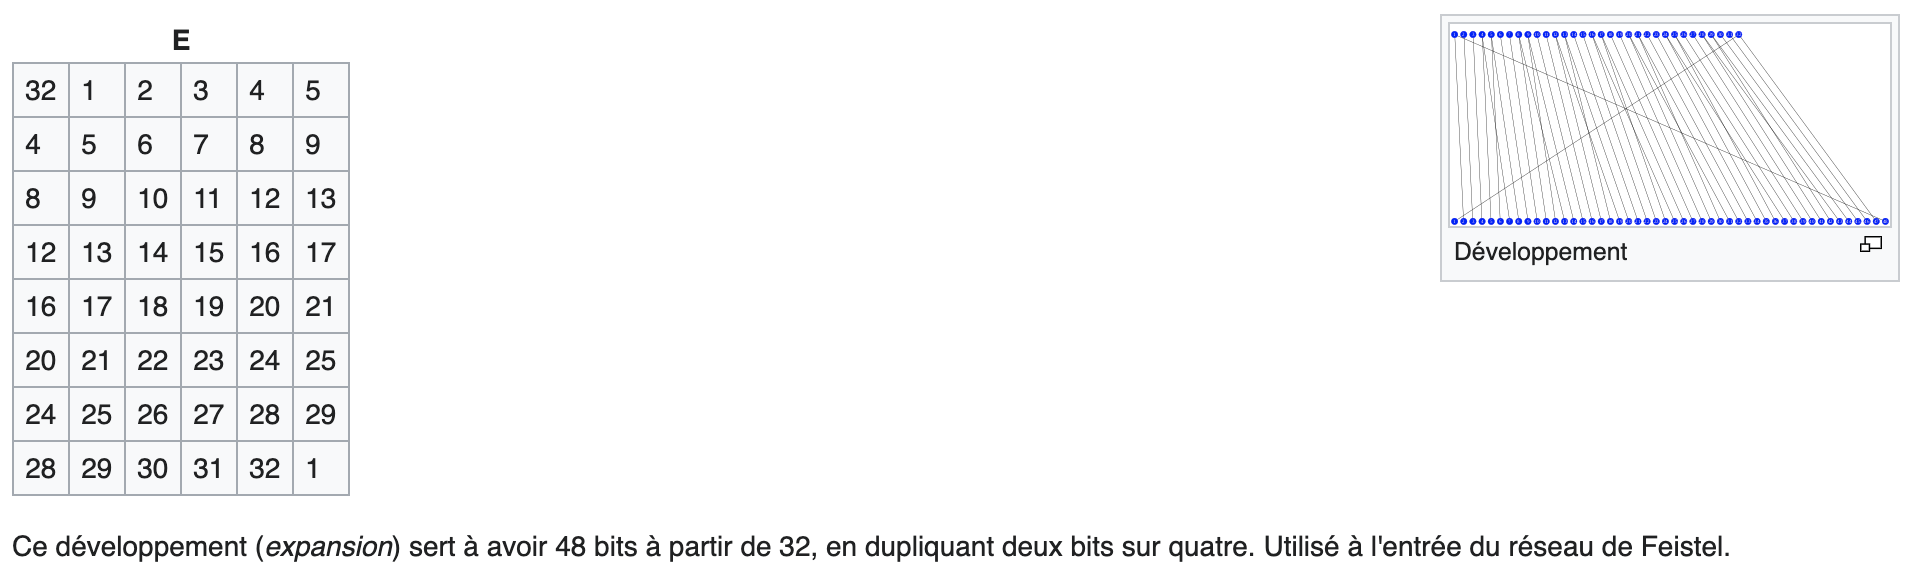 E
32 1 2 3 4 5
4 5 6 7 8 9
8 9 10 11 12 13
12 13 14 15 16 17
16 17 18 19 20 21
20 21 22 23 24 25
24 25 26 27 28 29
28 29 30 31 32 1
Développement
Ce développement (expansion) sert à avoir 48 bits à partir de 32, en dupliquant deux bits sur quatre. Utilisé à l'entrée du réseau de Feistel.